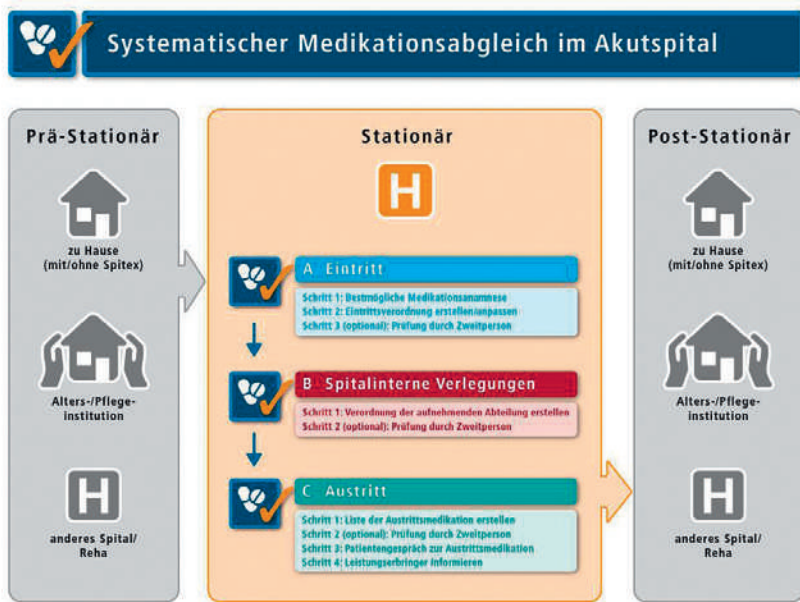 Systematischer Medikationsabgleich im Akutspital
Prä-Stationär
zu Hause
(mit/ohne Spitex)
Alters-/Pflege-
institution
H
anderes Spital/
Reha
Stationär
H
A Eintritt
Schritt 1: Bestmögliche Medikationsanamnese
Schritt 2: Eintrittsverordnung erstellen/anpassen
Schritt 3 (optional): Prüfung durch Zweitperson
B Spitalinterne Verlegungen
Schritt 1: Verordnung der aufnehmenden Abteilung erstellen
Schritt 2 (optional): Prüfung durch Zweitperson
C Austritt
Schritt 1: Liste der Austrittsmedikation erstellen
Schritt 2 (optional): Prüfung durch Zweitperson
Schritt 3: Patientengespräch zur Austrittsmedikation
Schritt 4: Leistungserbringer informieren
Post-Stationär
zu Hause
(mit/ohne Spitex)
Alters-/Pflege-
institution
H
anderes Spital/
Reha